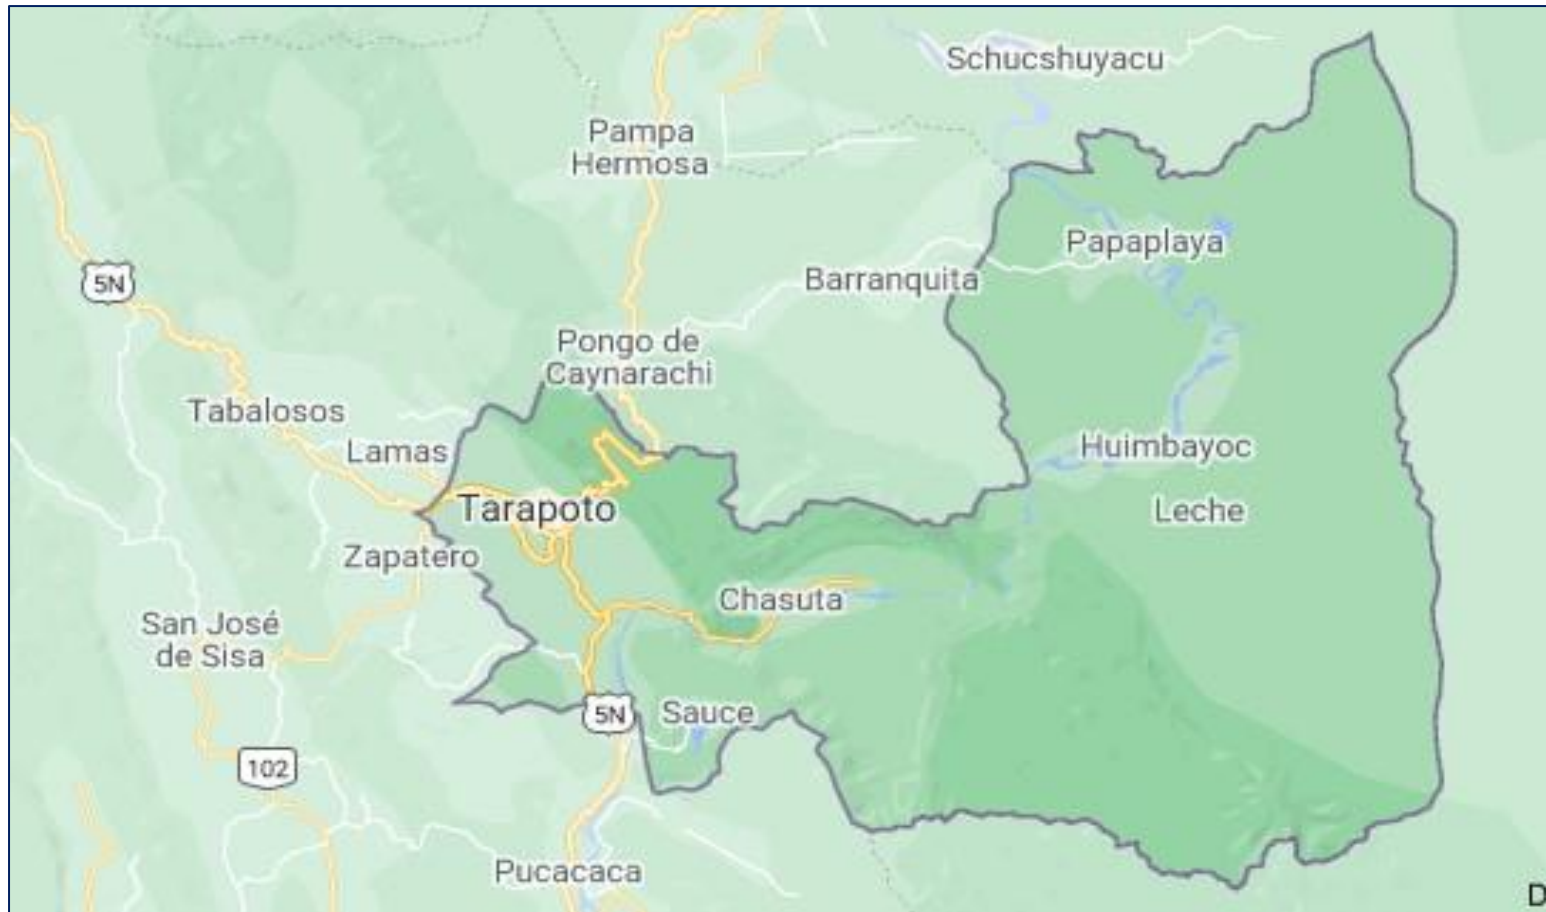 Schucshuyacu
Pampa
Hermosa
Papaplaya
Barranquita
5N
Pongo de
Caynarachi
Tabalosos
Lamas
Huimbayoc
Tarapoto
Leche
Zapatero
Chasuta
San José
de Sisa
5N
Sauce
102
Pucacaca
D